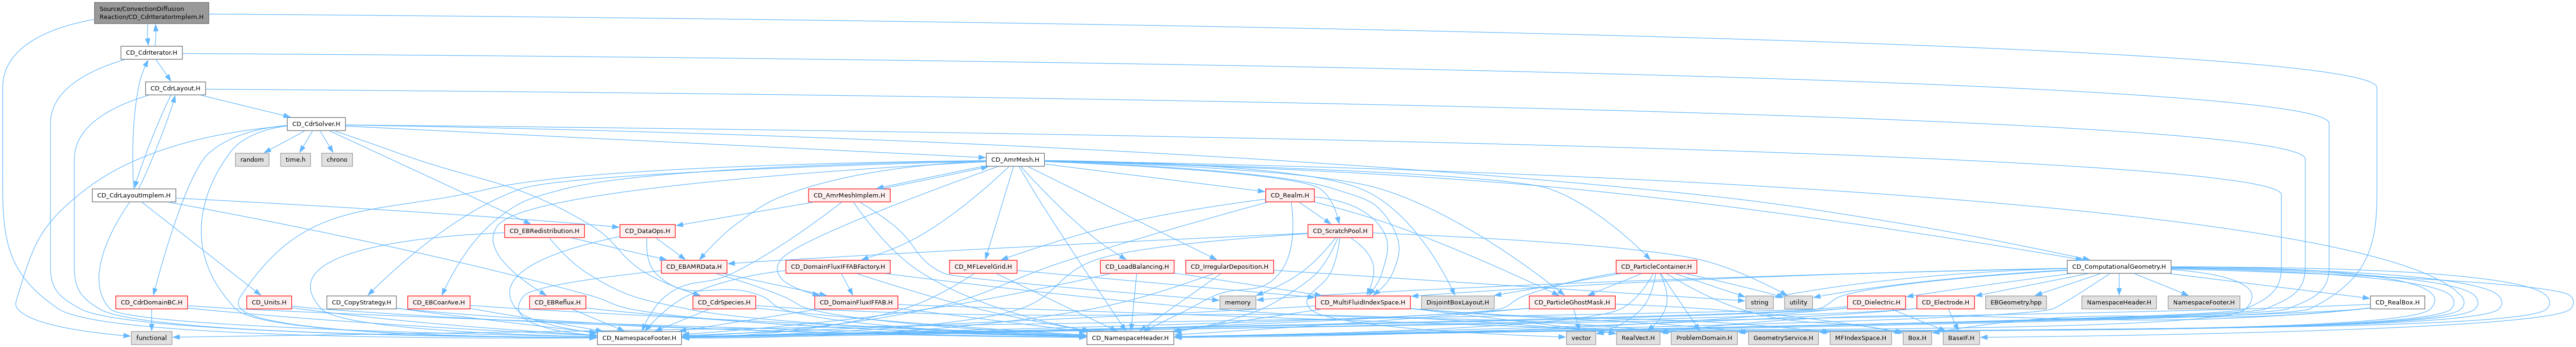 Source/ConvectionDiffusion
Reaction/CD_CdrIteratorImplem.H
CD_CdrIterator.H
CD_CdrLayout.H
CD_CdrSolver.H
random
time.h
chrono
CD_AmrMesh.H
CD_CdrLayoutImplem.H
CD_AmrMeshImplem.H
CD_Realm.H
CD_EBRedistribution.H
CD_DataOps.H
CD_ScratchPool.H
CD_EBAMRData.H
CD_DomainFluxIFFABFactory.H
CD_MFLevelGrid.H
CD_LoadBalancing.H
CD_IrregularDeposition.H
CD_ParticleContainer.H
CD_ComputationalGeometry.H
CD_CdrDomainBC.H
CD_Units.H
CD_CopyStrategy.H
CD_EBCoarAve.H
CD_EBReflux.H
CD_CdrSpecies.H
CD_DomainFluxIFFAB.H
memory
CD_MultiFluidIndexSpace.H
DisjointBoxLayout.H
CD_ParticleGhostMask.H
string
utility
CD_Dielectric.H
CD_Electrode.H
EBGeometry.hpp
NamespaceHeader.H
NamespaceFooter.H
CD_RealBox.H
functional
CD_NamespaceFooter.H
CD_NamespaceHeader.H
vector
RealVect.H
ProblemDomain.H
GeometryService.H
MFIndexSpace.H
Box.H
BaseIF.H